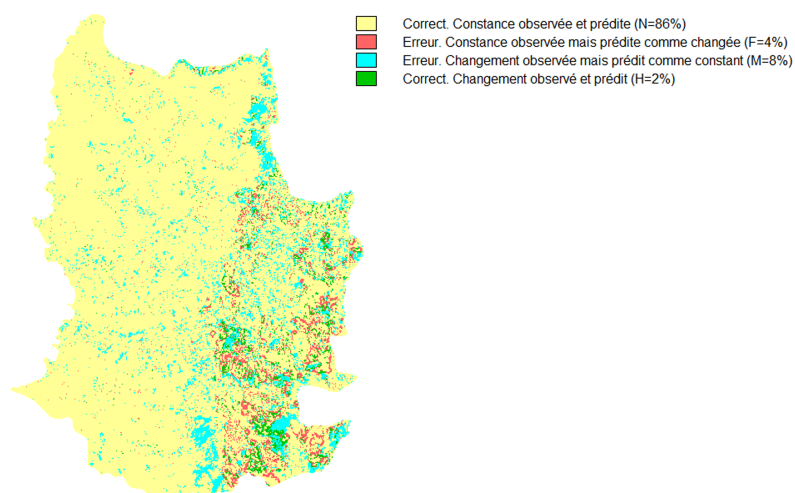 Correct. Constance observée et prédite (N=86%)
Erreur. Constance observée mais prédite comme changée (F=4%)
Erreur. Changement observée mais prédit comme constant (M=8%)
Correct. Changement observé et prédit (H=2%)